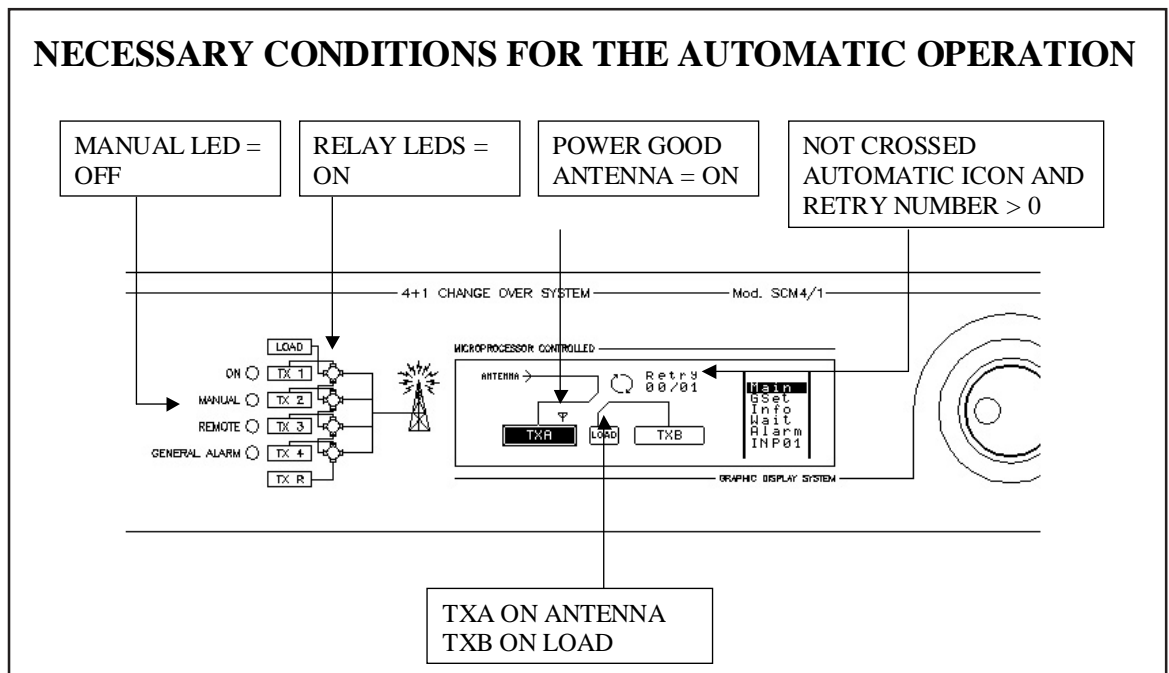 NECESSARY CONDITIONS FOR THE AUTOMATIC OPERATION
MANUAL LED =
OFF
RELAY LEDS =
ON
POWER GOOD
ANTENNA = ON
NOT CROSSED
AUTOMATIC ICON AND
RETRY NUMBER > 0
4+1 CHANGE OVER SYSTEM
Mod. SCM4/1
LOAD
ON
TX 1
MANUAL
TX 2
REMOTE
TX 3
GENERAL ALARM
TX 4
TX R
MICROPROCESSOR CONTROLLED
ANTENNA
Retry
00/01
TXA
LOAD
TXB
Main
GSet
Info
Wait
Alarm
INP01
GRAPHIC DISPLAY SYSTEM
TXA ON ANTENNA
TXB ON LOAD